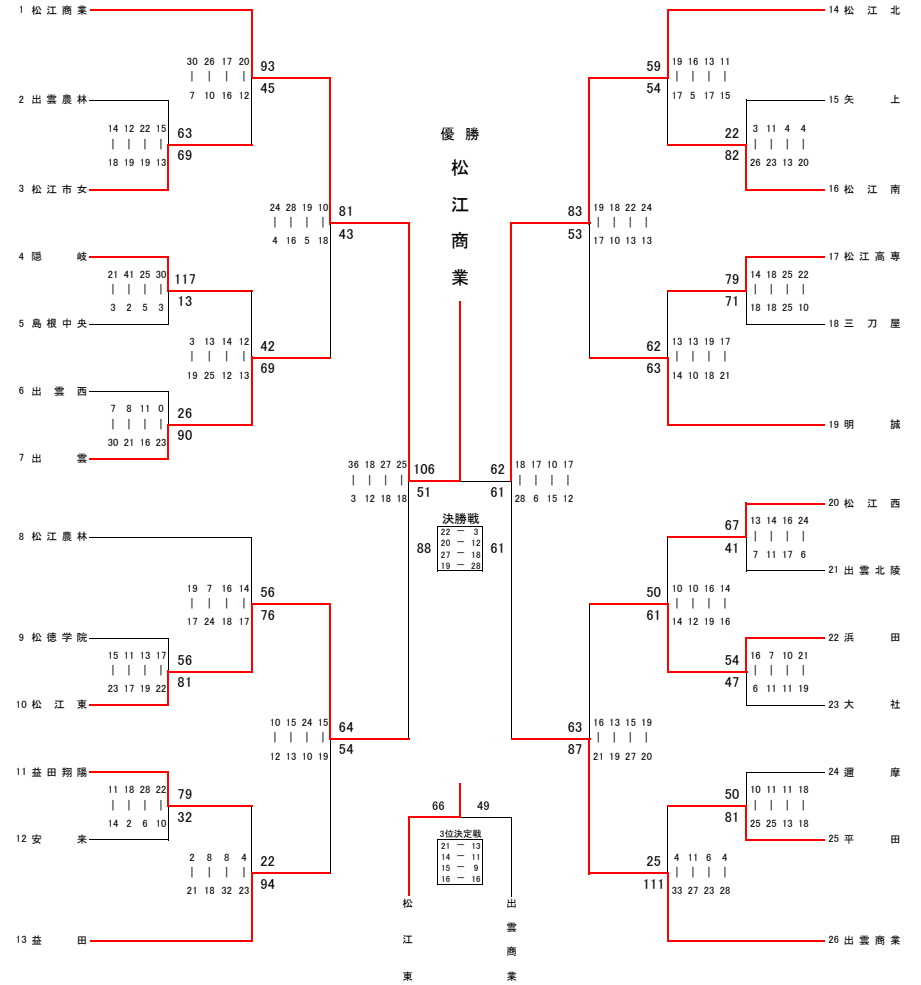 1 松江商業
30 26 17 20
93
7 10 16 12
45
2 出雲農林
14 12 22 15
63
18 19 19 13
69
3 松江市女
24 28 19 10
81
4 16 5 18
43
4 隠岐
21 41 25 30
117
3 2 5 3
13
5 島根中央
3 13 14 12
42
19 25 12 13
69
6 出雲西
7 8 11 0
26
30 21 16 23
90
7 出雲
36 18 27 25
106
3 12 18 18
51
8 松江農林
19 7 16 14
56
17 24 18 17
76
9 松徳学院
15 11 13 17
56
23 17 19 22
81
10 松江東
10 15 24 15
64
12 13 10 19
54
11 益田翔陽
11 18 28 22
79
14 2 6 10
32
12 安来
2 8 8 4
22
21 18 32 23
94
13 益田
優勝
松江商業
決勝戦
88
22 － 3
20 － 12
27 － 18
19 － 28
61
66
49
3位決定戦
21 － 13
14 － 11
15 － 9
16 － 16
松江東
出雲商業
14 松江北
59
19 16 13 11
54
17 5 17 15
15 矢上
22
3 11 4 4
82
26 23 13 20
16 松江南
83
19 18 22 24
53
17 10 13 13
17 松江高専
79
14 18 25 22
71
18 18 25 10
18 三刀屋
62
13 13 19 17
63
14 10 18 21
19 明誠
62
18 17 10 17
61
28 6 15 12
20 松江西
67
13 14 16 24
41
7 11 17 6
21 出雲北陵
50
10 10 16 14
61
14 12 19 16
22 浜田
54
16 7 10 21
47
6 11 11 19
23 大社
63
16 13 15 19
87
21 19 27 20
24 邇摩
50
10 11 11 18
81
25 25 13 18
25 平田
25
4 11 6 4
111
33 27 23 28
26 出雲商業